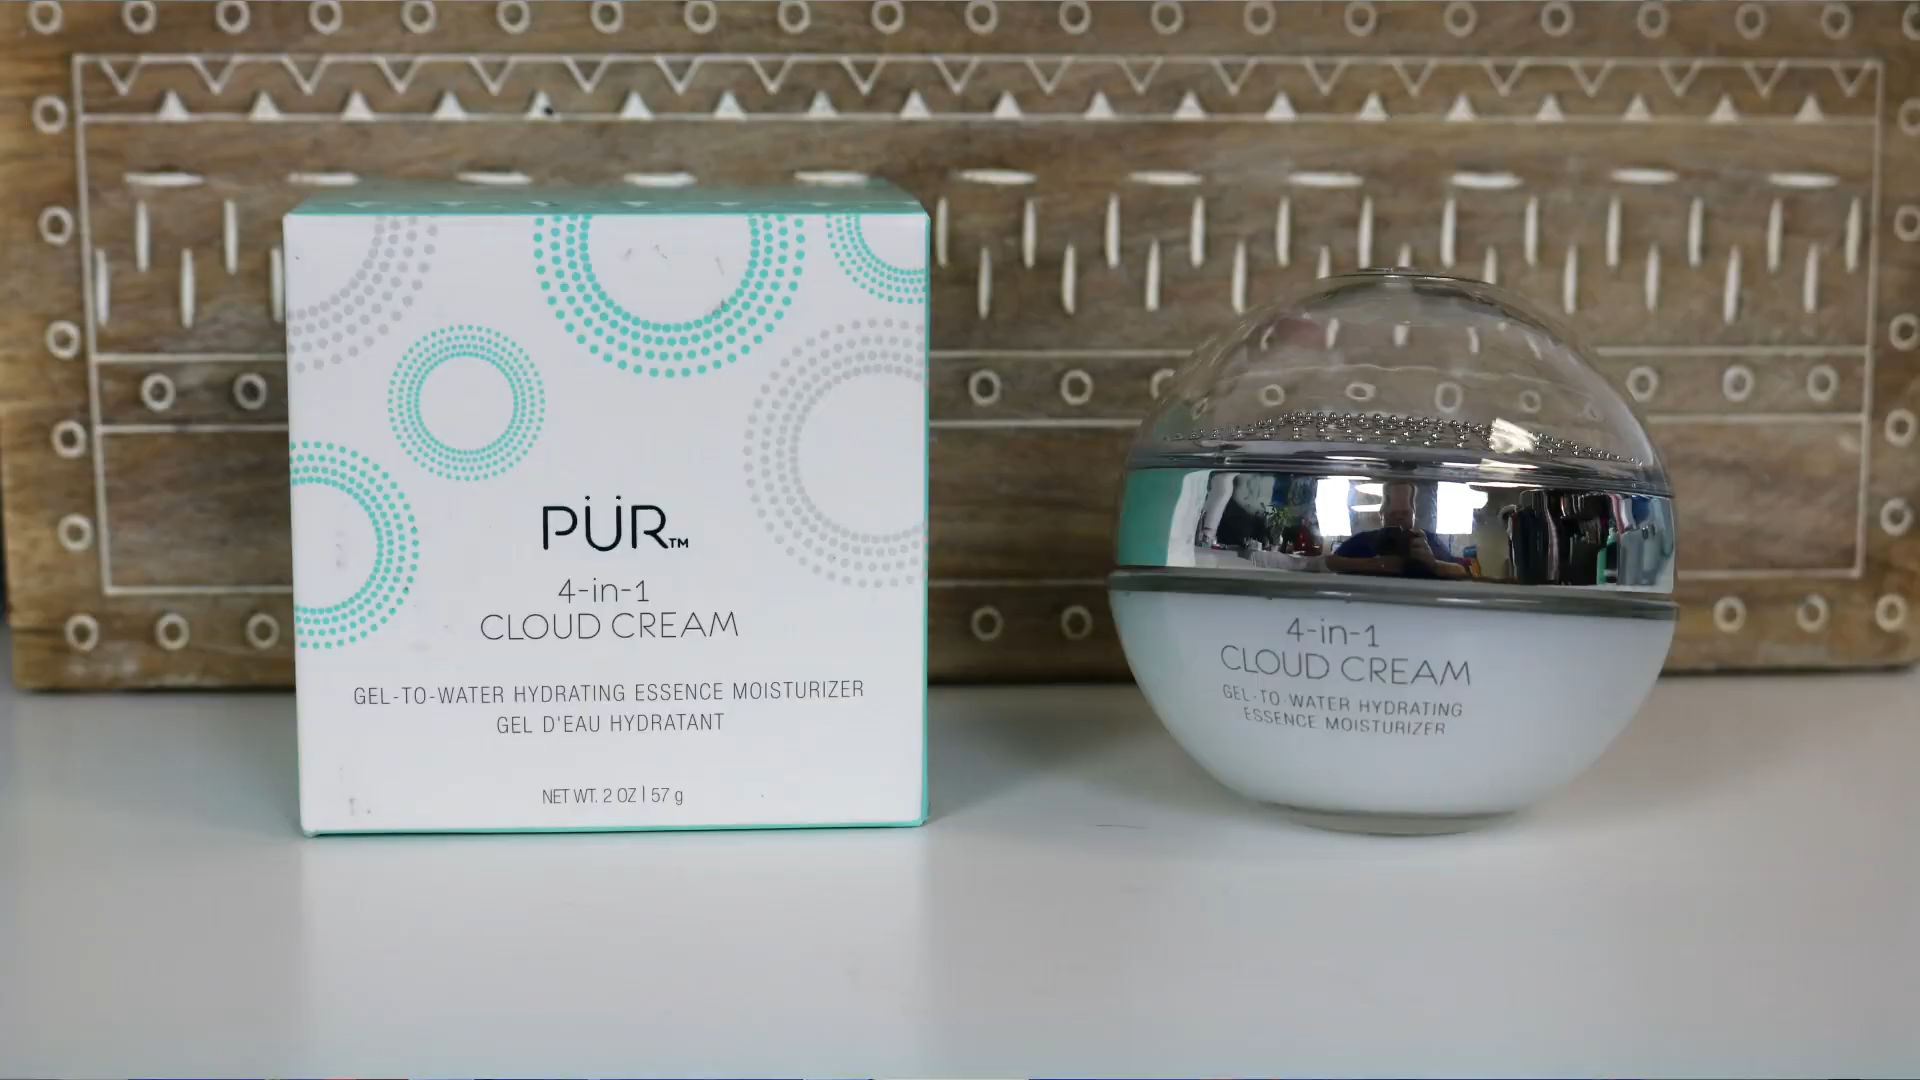 PÜR™
4-in-1
CLOUD CREAM
GEL-TO-WATER HYDRATING ESSENCE MOISTURIZER
GEL D'EAU HYDRATANT
NET WT. 2 OZ | 57 g
4-in-1
CLOUD CREAM
GEL-TO-WATER HYDRATING
ESSENCE MOISTURIZER